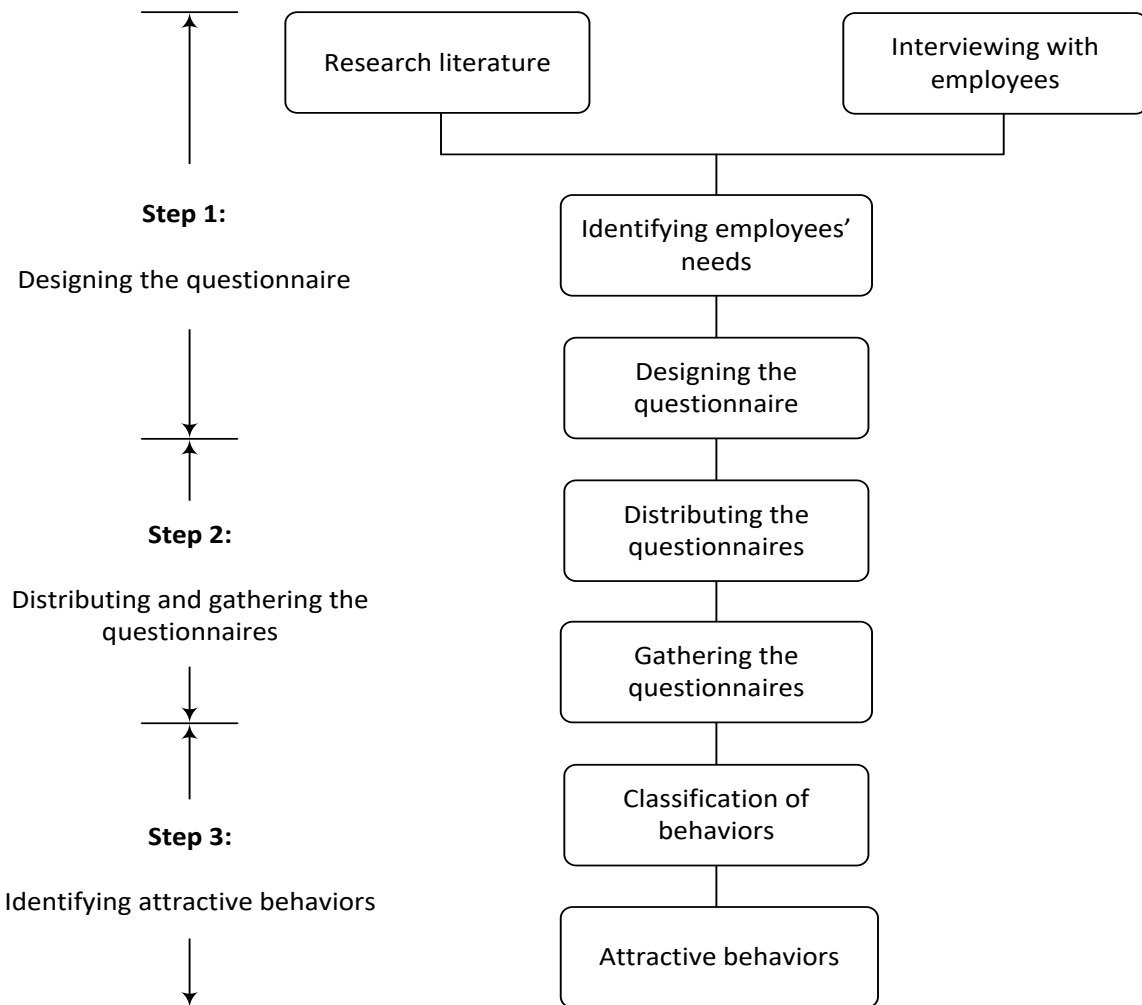 Research literature
Interviewing with
employees
Step 1:
Designing the questionnaire
Identifying employees’
needs
Designing the
questionnaire
Step 2:
Distributing and gathering the
questionnaires
Distributing the
questionnaires
Gathering the
questionnaires
Step 3:
Identifying attractive behaviors
Classification of
behaviors
Attractive behaviors